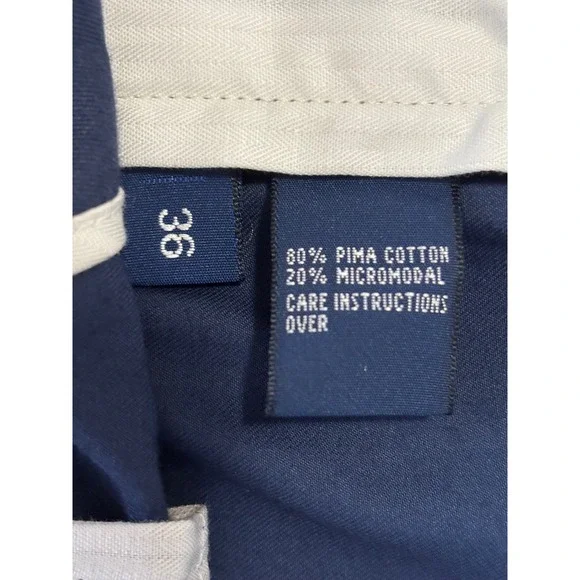 36
80% PIMA COTTON
20% MICROMODAL
CARE INSTRUCTIONS
OVER